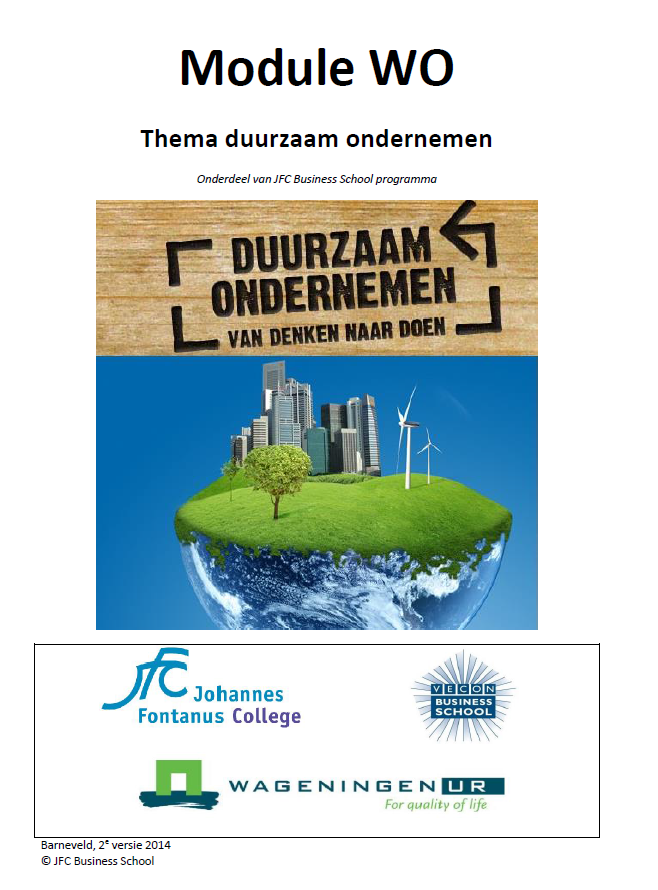 Module WO
Thema duurzaam ondernemen
Onderdeel van JFC Business School programma
DUURZAAM
ONDERNEMEN
VAN DENKEN NAAR DOEN
JFC Johannes
Fontanus College
VECON
BUSINESS
SCHOOL
WAGENINGEN UR
For quality of life
Barneveld, 2e versie 2014
© JFC Business School